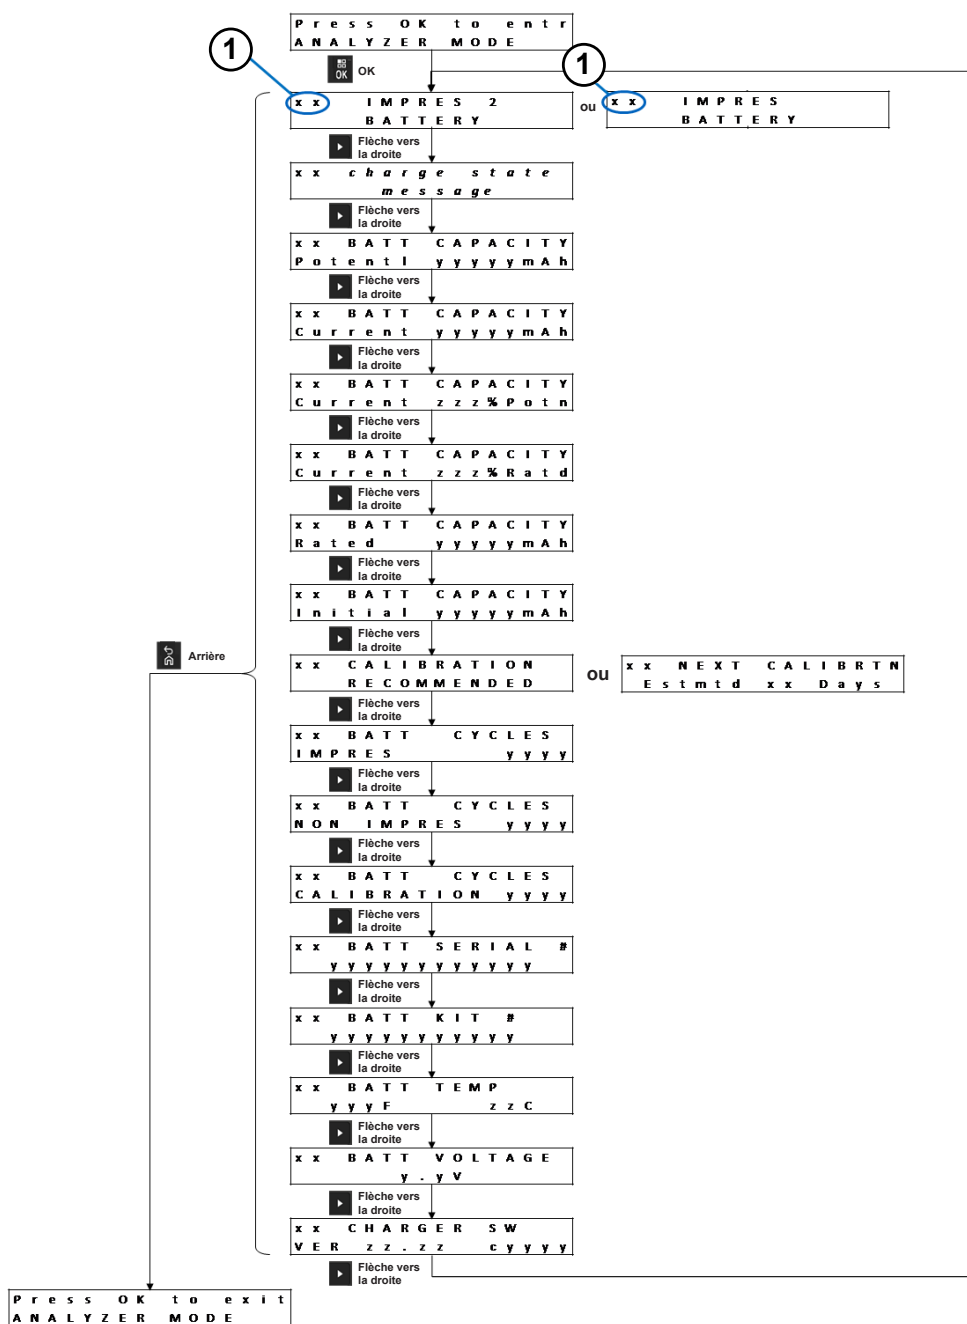 Press OK to entr
ANALYZER MODE
1
1
OK
OK
xx IMPRES 2
BATTERY
ou
xx IMPRES
BATTERY
Flèche vers
la droite
xx charge state
message
Flèche vers
la droite
xx BATT CAPACITY
Potentl yyyyymAh
Flèche vers
la droite
xx BATT CAPACITY
Current yyyyymAh
Flèche vers
la droite
xx BATT CAPACITY
Current zzz%Potn
Flèche vers
la droite
xx BATT CAPACITY
Current zzz%Ratd
Flèche vers
la droite
xx BATT CAPACITY
Rated yyyyymAh
Flèche vers
la droite
xx BATT CAPACITY
Initial yyyyymAh
Flèche vers
la droite
Arrière
xx CALIBRATION
RECOMMENDED
ou
xx NEXT CALIBRTN
Estmtd xx Days
Flèche vers
la droite
xx BATT CYCLES
IMPRES yyyy
Flèche vers
la droite
xx BATT CYCLES
NON IMPRES yyyy
Flèche vers
la droite
xx BATT CYCLES
CALIBRATION yyyy
Flèche vers
la droite
xx BATT SERIAL #
yyyyyyyyyyyy
Flèche vers
la droite
xx BATT KIT #
yyyyyyyyyyy
Flèche vers
la droite
xx BATT TEMP
yyyF zzC
Flèche vers
la droite
xx BATT VOLTAGE
y.yV
Flèche vers
la droite
xx CHARGER SW
VER zz.zz cyyyy
Flèche vers
la droite
Press OK to exit
ANALYZER MODE